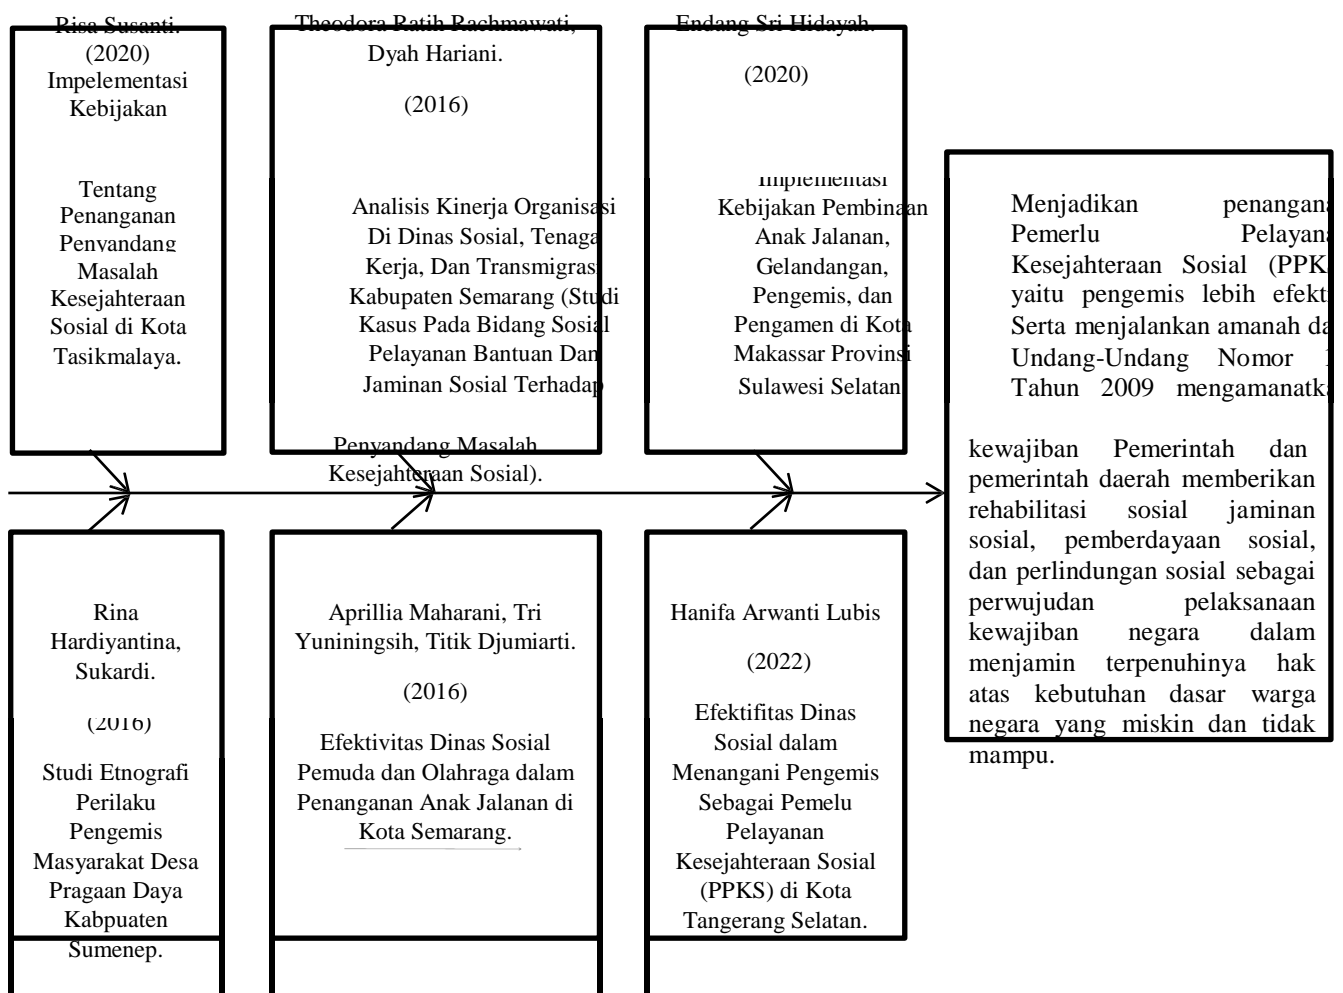 Risa Susanti.
(2020)
Impelementasi
Kebijakan
Tentang
Penanganan
Penyandang
Masalah
Kesejahteraan
Sosial di Kota
Tasikmalaya.
Theodora Ratih Rachmawati,
Dyah Hariani.
(2016)
Analisis Kinerja Organisasi
Di Dinas Sosial, Tenaga
Kerja, Dan Transmigrasi
Kabupaten Semarang (Studi
Kasus Pada Bidang Sosial
Pelayanan Bantuan Dan
Jaminan Sosial Terhadap
Penyandang Masalah
Kesejahteraan Sosial).
Endang Sri Hidayah.
(2020)
Implementasi
Kebijakan Pembinaan
Anak Jalanan,
Gelandangan,
Pengemis, dan
Pengamen di Kota
Makassar Provinsi
Sulawesi Selatan
Rina
Hardiyantina,
Sukardi.
(2016)
Studi Etnografi
Perilaku
Pengemis
Masyarakat Desa
Pragaan Daya
Kabpuaten
Sumenep.
Aprillia Maharani, Tri
Yuniningsih, Titik Djumiarti.
(2016)
Efektivitas Dinas Sosial
Pemuda dan Olahraga dalam
Penanganan Anak Jalanan di
Kota Semarang.
Hanifa Arwanti Lubis
(2022)
Efektifitas Dinas
Sosial dalam
Menangani Pengemis
Sebagai Pemelu
Pelayanan
Kesejahteraan Sosial
(PPKS) di Kota
Tangerang Selatan.
Menjadikan
Pemerlu
Kesejahteraan Sosial
yaitu pengemis lebih
Serta menjalankan amanah
Undang-Undang Nomor
Tahun 2009
kewajiban Pemerintah dan
pemerintah daerah memberikan
rehabilitasi sosial jaminan
sosial, pemberdayaan sosial,
dan perlindungan sosial sebagai
perwujudan pelaksanaan
kewajiban negara dalam
menjamin terpenuhinya hak
atas kebutuhan dasar warga
negara yang miskin dan tidak
mampu.